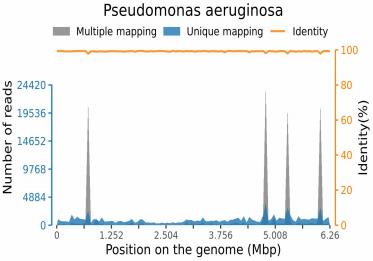 Pseudomonas aeruginosa
Multiple mapping Unique mapping Identity
Number of reads
24420
19536
14652
9768
4884
0
100
80
60
40
20
0
Identity(%)
0 1.252 2.504 3.756 5.008 6.26
Position on the genome (Mbp)